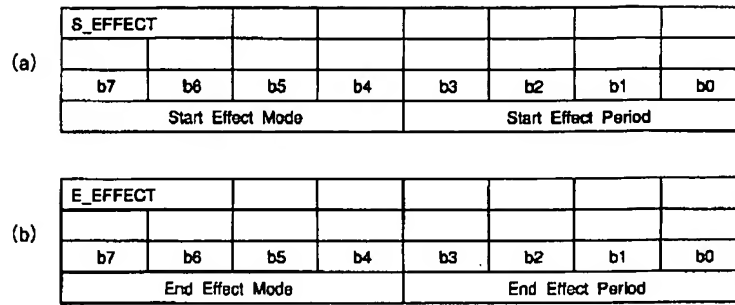 (a)
S_EFFECT
b7 b6 b5 b4 b3 b2 b1 b0
Start Effect Mode Start Effect Period
(b)
E_EFFECT
b7 b6 b5 b4 b3 b2 b1 b0
End Effect Mode End Effect Period